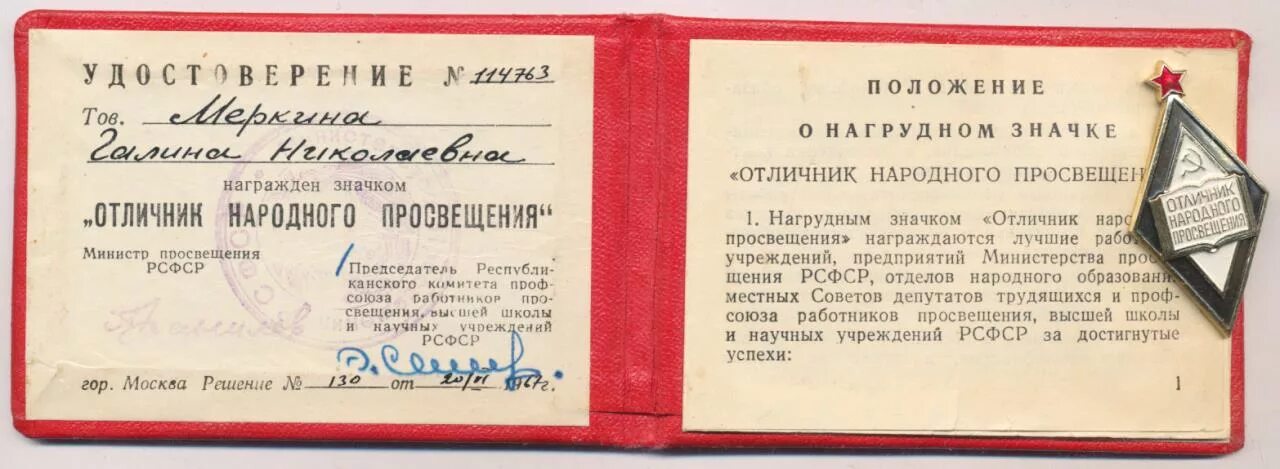 УДОСТОВЕРЕНИЕ № 114763
Тов. Меркина
Галина Николаевна
награжден значком
„ОТЛИЧНИК НАРОДНОГО ПРОСВЕЩЕНИЯ“
Министр просвещения
РСФСР
Председатель Республи-
канского комитета проф-
союза работников про-
свещения, высшей школы
и научных учреждений
РСФСР
гор. Москва Решение № 130 от 20/VI 1967г.
ПОЛОЖЕНИЕ
О НАГРУДНОМ ЗНАЧКЕ
«ОТЛИЧНИК НАРОДНОГО ПРОСВЕЩЕН
1. Нагрудным значком «Отличник наро
просвещения» награждаются лучшие рабо
учреждений, предприятий Министерства прос
щения РСФСР, отделов народного образовани
местных Советов депутатов трудящихся и проф-
союза работников просвещения, высшей школы
и научных учреждений РСФСР за достигнутые
успехи:
1
ОТЛИЧНИК
НАРОДНОГО
ПРОСВЕЩЕНИЯ